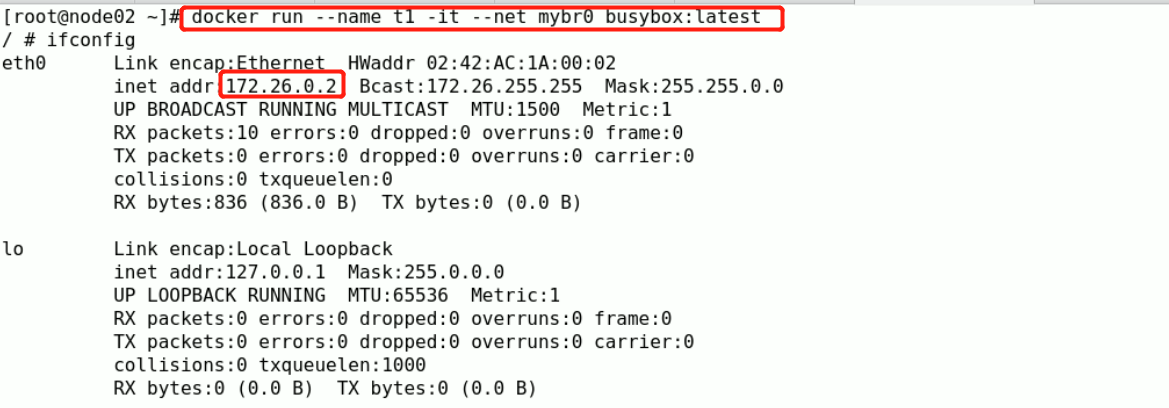 [root@node02 ~]# docker run --name t1 -it --net mybr0 busybox:latest
/ # ifconfig
eth0      Link encap:Ethernet  HWaddr 02:42:AC:1A:00:02
          inet addr:172.26.0.2  Bcast:172.26.255.255  Mask:255.255.0.0
          UP BROADCAST RUNNING MULTICAST  MTU:1500  Metric:1
          RX packets:10 errors:0 dropped:0 overruns:0 frame:0
          TX packets:0 errors:0 dropped:0 overruns:0 carrier:0
          collisions:0 txqueuelen:0
          RX bytes:836 (836.0 B)  TX bytes:0 (0.0 B)

lo        Link encap:Local Loopback
          inet addr:127.0.0.1  Mask:255.0.0.0
          UP LOOPBACK RUNNING  MTU:65536  Metric:1
          RX packets:0 errors:0 dropped:0 overruns:0 frame:0
          TX packets:0 errors:0 dropped:0 overruns:0 carrier:0
          collisions:0 txqueuelen:1000
          RX bytes:0 (0.0 B)  TX bytes:0 (0.0 B)